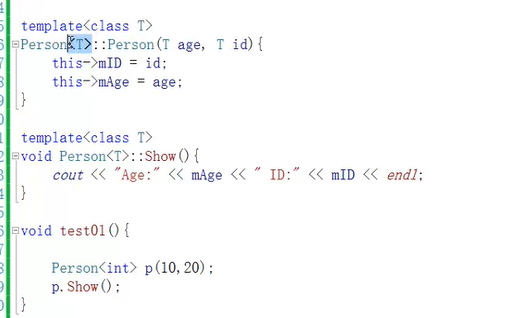 template<class T>
Person<T>::Person(T age, T id){
this->mID = id;
this->mAge = age;
}
template<class T>
void Person<T>::Show(){
cout << "Age:" << mAge << " ID:" << mID << endl;
}
void test01(){
Person<int> p(10,20);
p.Show();
}